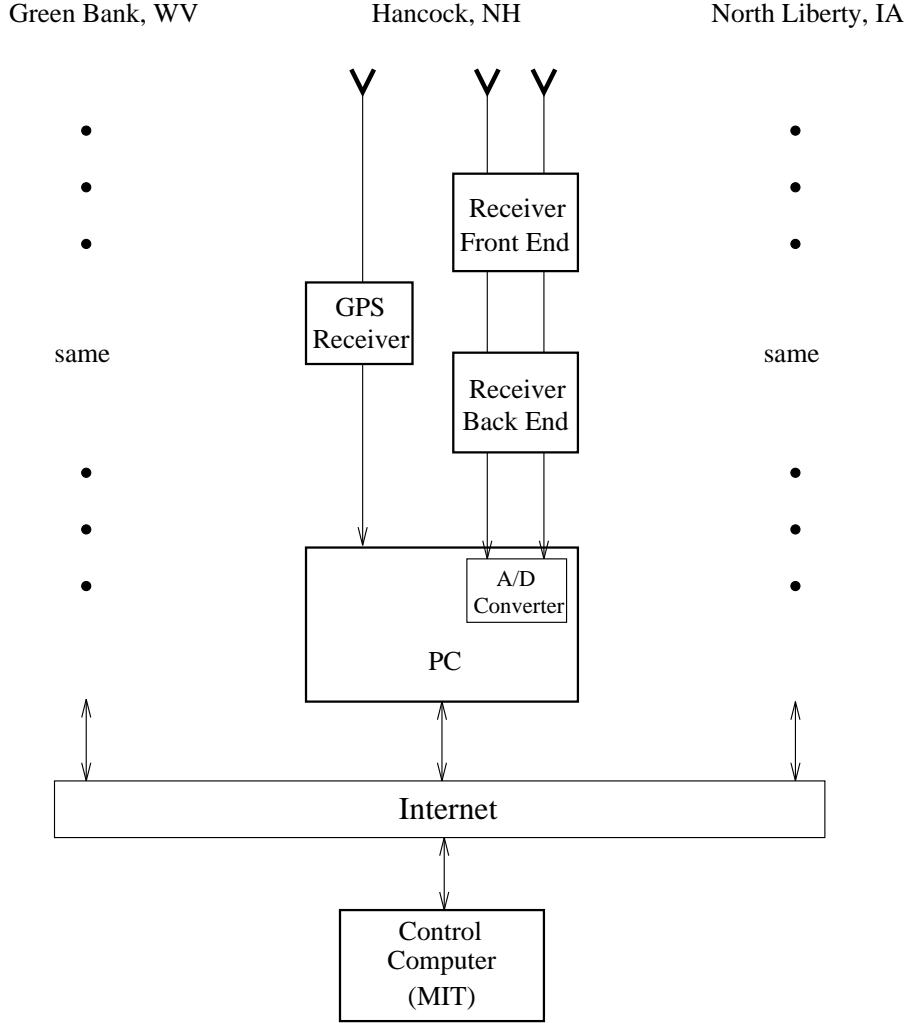 Green Bank, WV
Hancock, NH
North Liberty, IA
Receiver
Front End
GPS
Receiver
same
same
Receiver
Back End
A/D
Converter
PC
Internet
Control
Computer
(MIT)